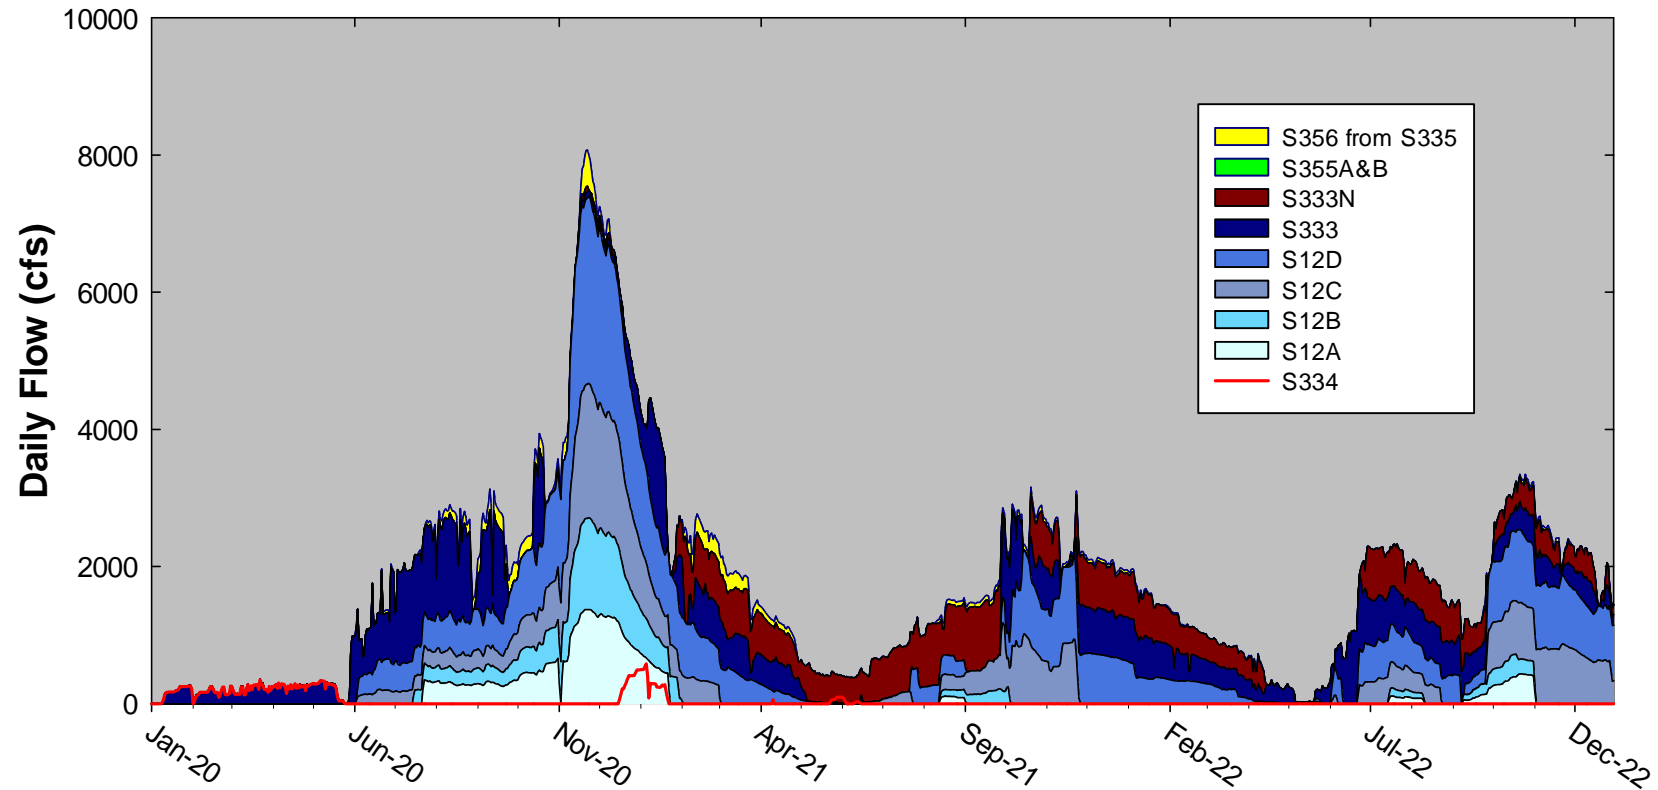 10000
8000
6000
4000
2000
0
Daily Flow (cfs)
S356 from S335
S355A&B
S333N
S333
S12D
S12C
S12B
S12A
S334
Jan-20
Jun-20
Nov-20
Apr-21
Sep-21
Feb-22
Jul-22
Dec-22